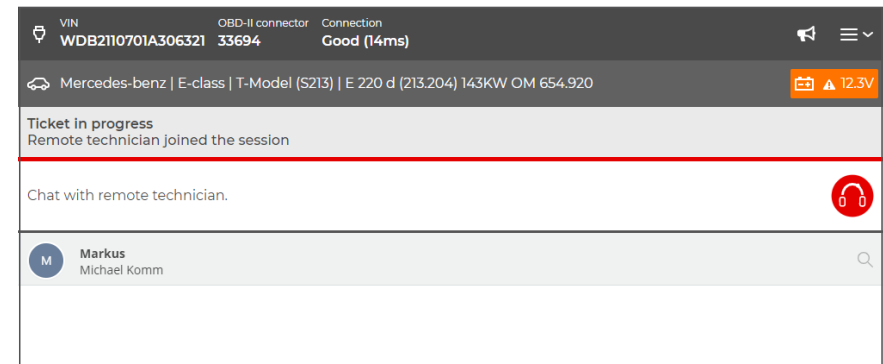 VIN OBD-II connector Connection
WDB2110701A306321 33694 Good (14ms)
Mercedes-benz | E-class | T-Model (S213) | E 220 d (213.204) 143KW OM 654.920 12.3V
Ticket in progress
Remote technician joined the session
Chat with remote technician.
M
Markus
Michael Komm